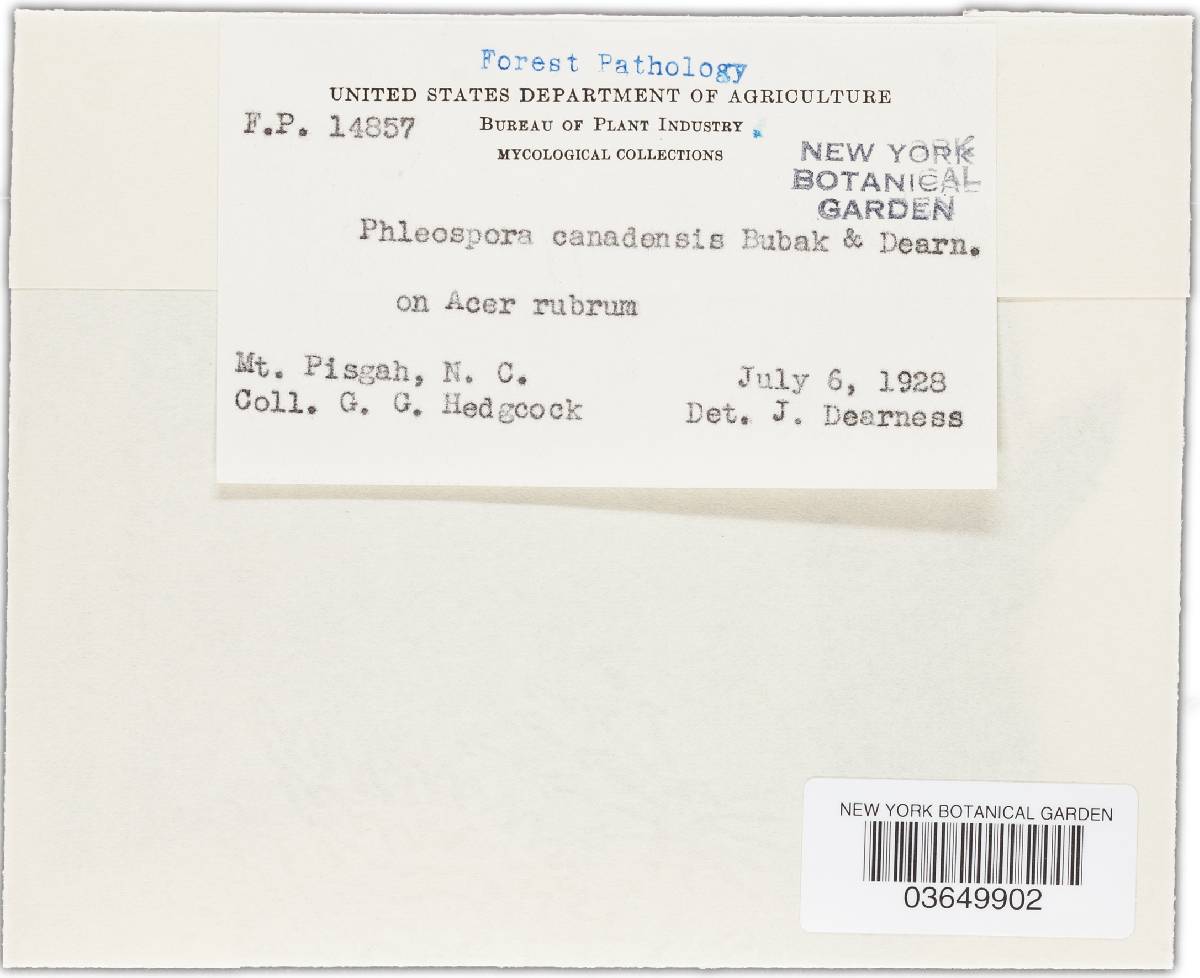 Forest Pathology
UNITED STATES DEPARTMENT OF AGRICULTURE
F.P. 14857
BUREAU OF PLANT INDUSTRY
MYCOLOGICAL COLLECTIONS
NEW YORK
BOTANICAL
GARDEN
Phleospora canadensis Bubak & Dearn.
on Acer rubrum
Mt. Pisgah, N. C. July 6, 1928
Coll. G. G. Hedgcock Det. J. Dearness
NEW YORK BOTANICAL GARDEN
03649902